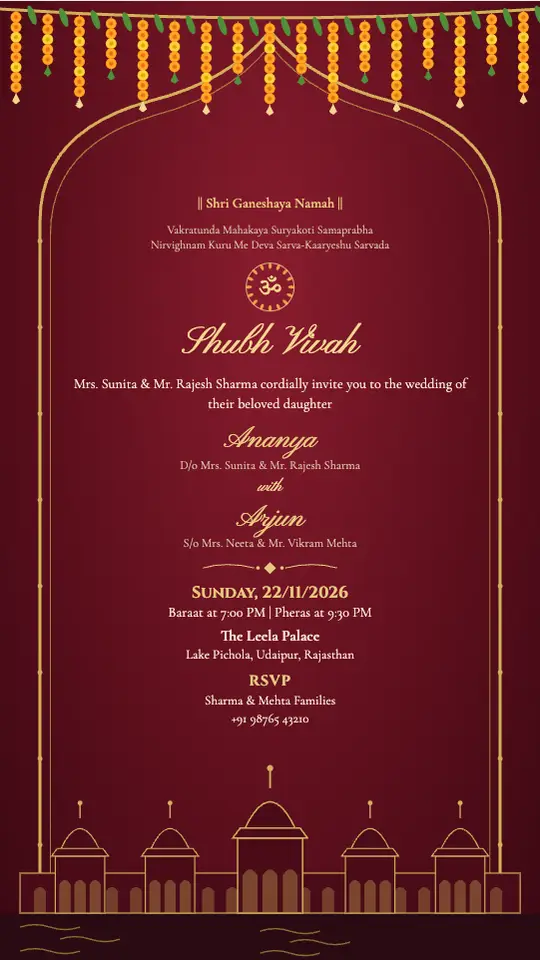 || Shri Ganeshaya Namah ||
Vakratunda Mahakaya Suryakoti Samaprabha
Nirvighnam Kuru Me Deva Sarva-Kaaryeshu Sarvada
ॐ
Shubh Vivah
Mrs. Sunita & Mr. Rajesh Sharma cordially invite you to the wedding of
their beloved daughter
Ananya
D/o Mrs. Sunita & Mr. Rajesh Sharma
with
Arjun
S/o Mrs. Neeta & Mr. Vikram Mehta
Sunday, 22/11/2026
Baraat at 7:00 PM | Pheras at 9:30 PM
The Leela Palace
Lake Pichola, Udaipur, Rajasthan
RSVP
Sharma & Mehta Families
+91 98765 43210